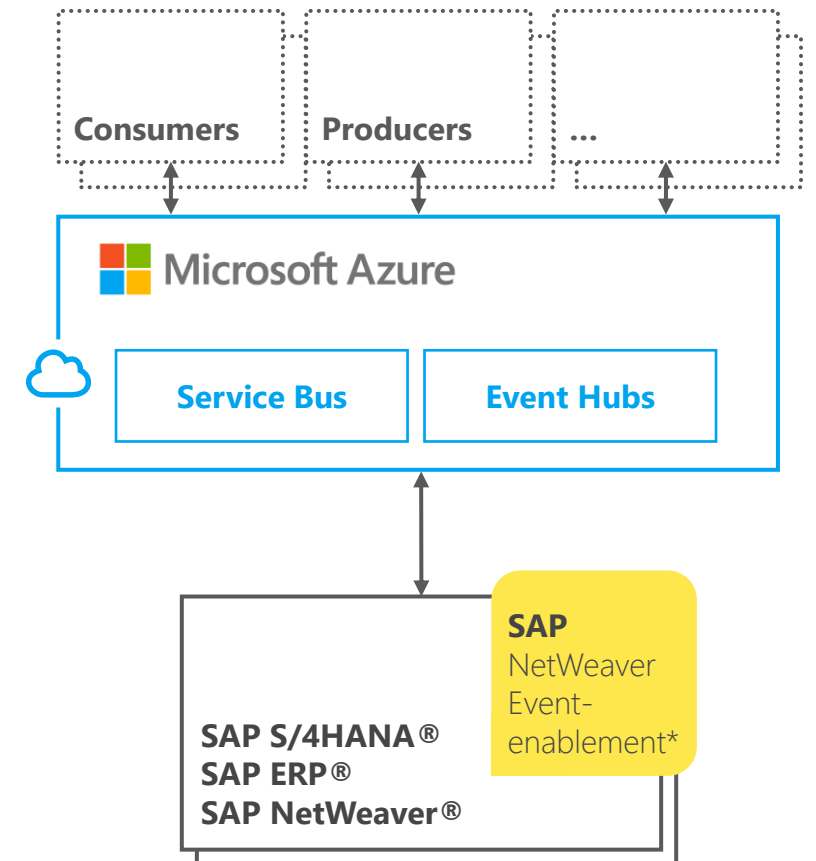 Consumers
Producers
...
Microsoft Azure
Service Bus
Event Hubs
SAP
NetWeaver
Event-
enablement*
SAP S/4HANA®
SAP ERP®
SAP NetWeaver®